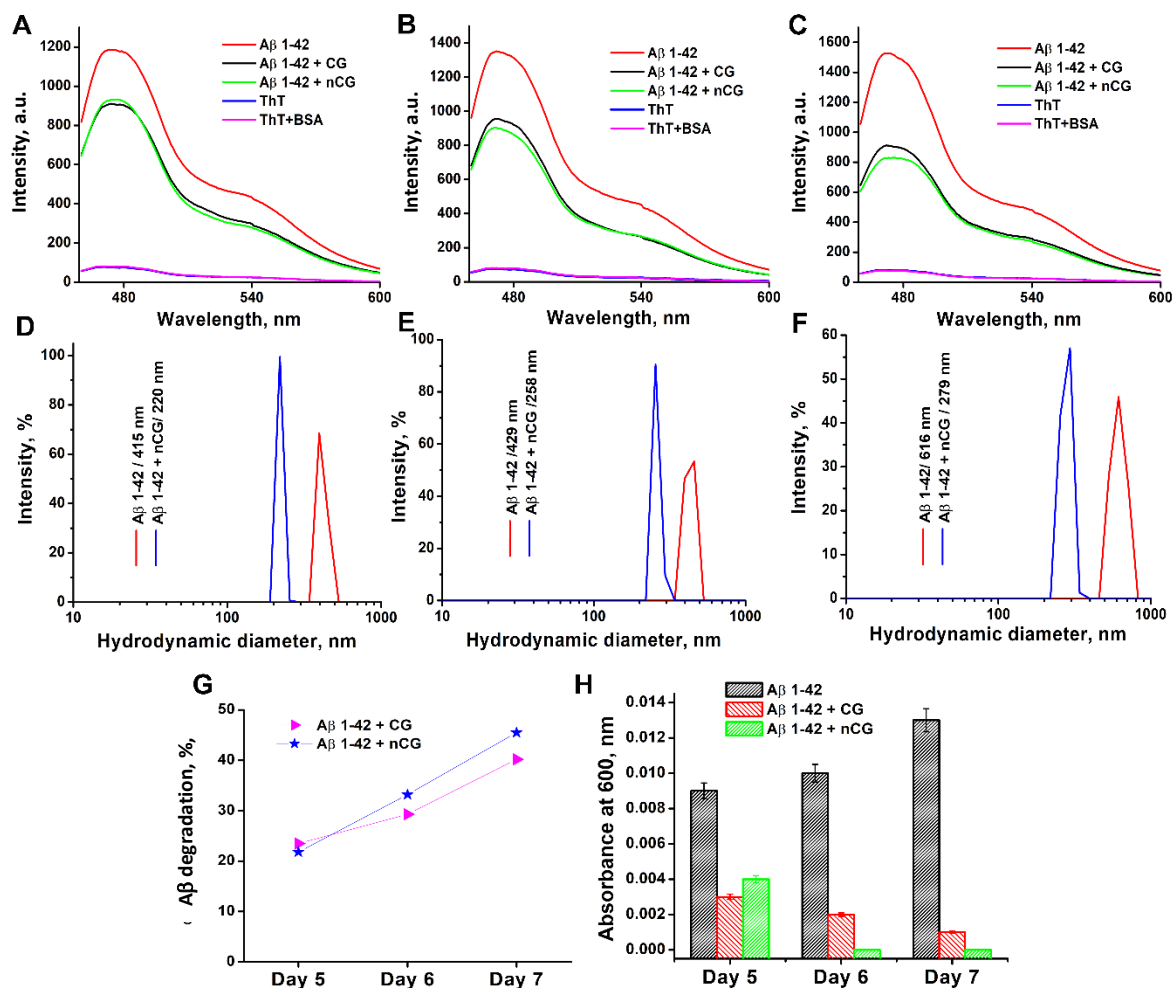 A
Intensity, a.u.
1200
1000
800
600
400
200
0
480
540
600
Wavelength, nm
Aβ 1-42
Aβ 1-42 + CG
Aβ 1-42 + nCG
ThT
ThT+BSA
B
Intensity, a.u.
1400
1200
1000
800
600
400
200
0
480
540
600
Wavelength, nm
Aβ 1-42
Aβ 1-42 + CG
Aβ 1-42 + nCG
ThT
ThT+BSA
C
Intensity, a.u.
1600
1400
1200
1000
800
600
400
200
0
480
540
600
Wavelength, nm
Aβ 1-42
Aβ 1-42 + CG
Aβ 1-42 + nCG
ThT
ThT+BSA
D
Intensity, %
100
80
60
40
20
0
10
100
1000
Hydrodynamic diameter, nm
Aβ 1-42 / 415 nm
Aβ 1-42 + nCG/ 220 nm
E
Intensity, %
100
80
60
40
20
0
10
100
1000
Hydrodynamic diameter, nm
Aβ 1-42 /429 nm
Aβ 1-42 + nCG /258 nm
F
Intensity, %
60
50
40
30
20
10
0
10
100
1000
Hydrodynamic diameter, nm
Aβ 1-42/ 616 nm
Aβ 1-42 + nCG / 279 nm
G
Aβ degradation, %,
50
40
30
20
10
0
Day 5
Day 6
Day 7
Aβ 1-42 + CG
Aβ 1-42 + nCG
H
Absorbance at 600, nm
0.014
0.012
0.010
0.008
0.006
0.004
0.002
0.000
Day 5
Day 6
Day 7
Aβ 1-42
Aβ 1-42 + CG
Aβ 1-42 + nCG